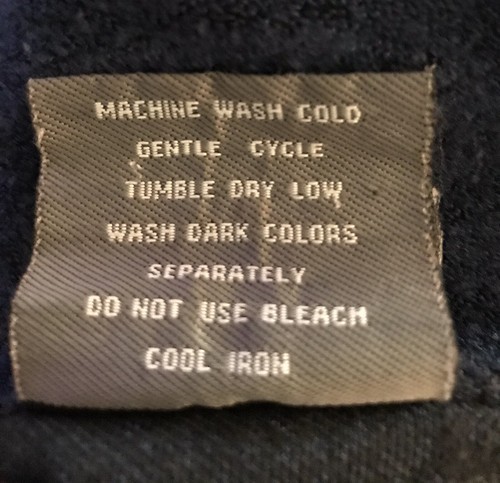 MACHINE WASH COLD
GENTLE CYCLE
TUMBLE DRY LOW
WASH DARK COLORS
SEPARATELY
DO NOT USE BLEACH
COOL IRON